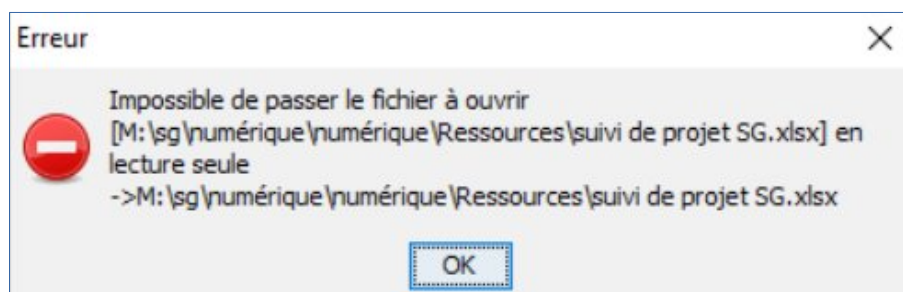 Erreur
Impossible de passer le fichier à ouvrir
[M:\sg\numérique\numérique\Ressources\suivi de projet SG.xlsx] en
lecture seule
->M:\sg\numérique\numérique\Ressources\suivi de projet SG.xlsx
OK